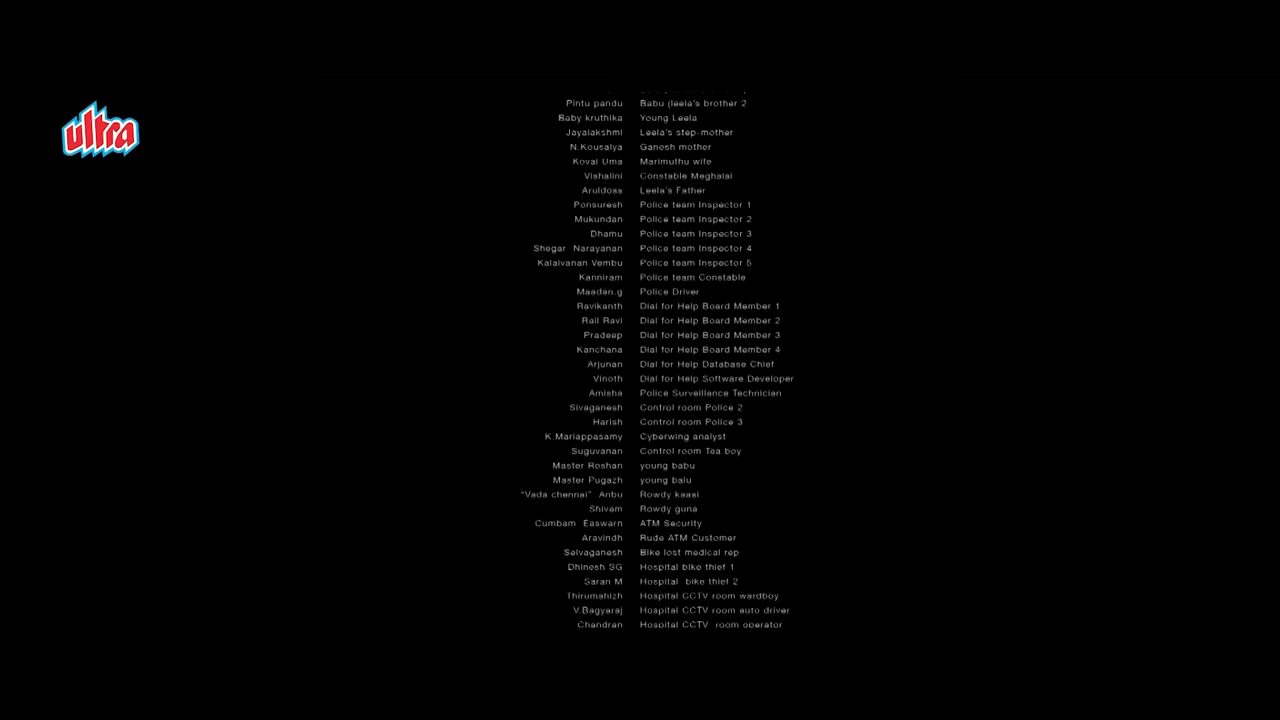 ultra
Pintu pandu Babu (leela's brother 2
Baby kruthika Young Leela
Jayalakshmi Leela's step-mother
N.Kousalya Ganesh mother
Kovai Uma Marimuthu wife
Vishalini Constable Meghalai
Aruldoss Leela's Father
Ponsuresh Police team Inspector 1
Mukundan Police team Inspector 2
Dhamu Police team Inspector 3
Shegar Narayanan Police team Inspector 4
Kalaivanan Vembu Police team Inspector 5
Kanniram Police team Constable
Maadan.g Police Driver
Ravikanth Dial for Help Board Member 1
Rail Ravi Dial for Help Board Member 2
Pradeep Dial for Help Board Member 3
Kanchana Dial for Help Board Member 4
Arjunan Dial for Help Database Chief
Vinoth Dial for Help Software Developer
Amisha Police Surveillance Technician
Sivaganesh Control room Police 2
Harish Control room Police 3
K.Mariappasamy Cyberwing analyst
Suguvanan Control room Tea boy
Master Roshan young babu
Master Pugazh young balu
"Vada chennai" Anbu Rowdy kaasi
Shivam Rowdy guna
Cumbam Easwarn ATM Security
Aravindh Rude ATM Customer
Selvaganesh Bike lost medical rep
Dhinesh SG Hospital bike thief 1
Saran M Hospital bike thief 2
Thirumahizh Hospital CCTV room wardboy
V.Bagyaraj Hospital CCTV room auto driver
Chandran Hospital CCTV room operator